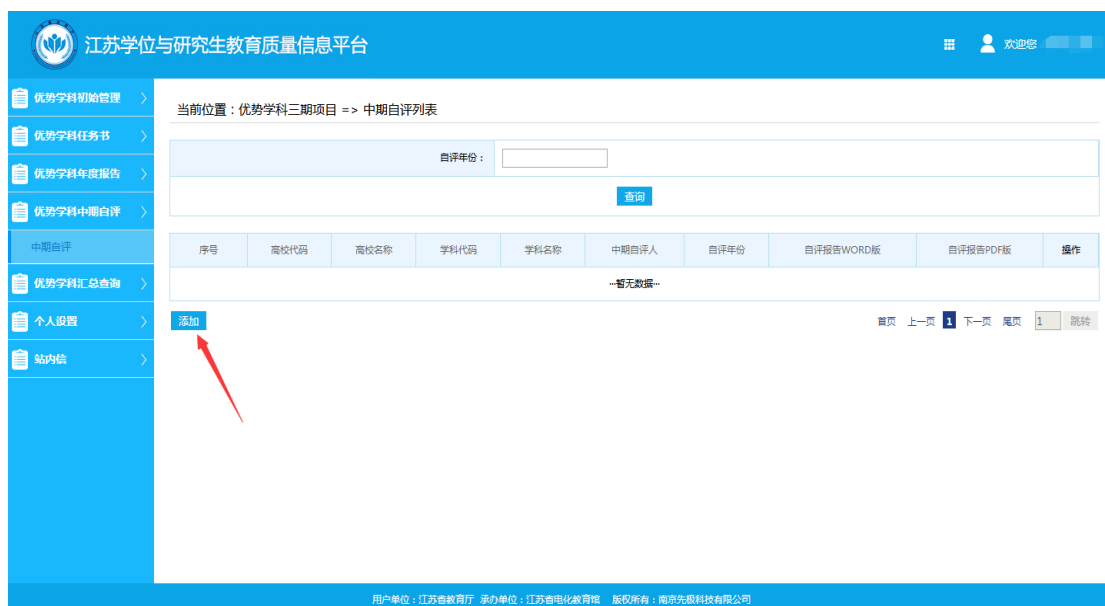 江苏学位与研究生教育质量信息平台
欢迎您
优势学科初始管理
优势学科任务书
优势学科年度报告
优势学科中期自评
中期自评
优势学科汇总查询
个人设置
站内信
当前位置：优势学科三期项目 => 中期自评列表
自评年份：
查询
序号 高校代码 高校名称 学科代码 学科名称 中期自评人 自评年份 自评报告WORD版 自评报告PDF版 操作
--暂无数据--
添加
首页 上一页 1 下一页 尾页 1 跳转
用户单位：江苏省教育厅 承办单位：江苏省电化教育馆 版权所有：南京先极科技有限公司